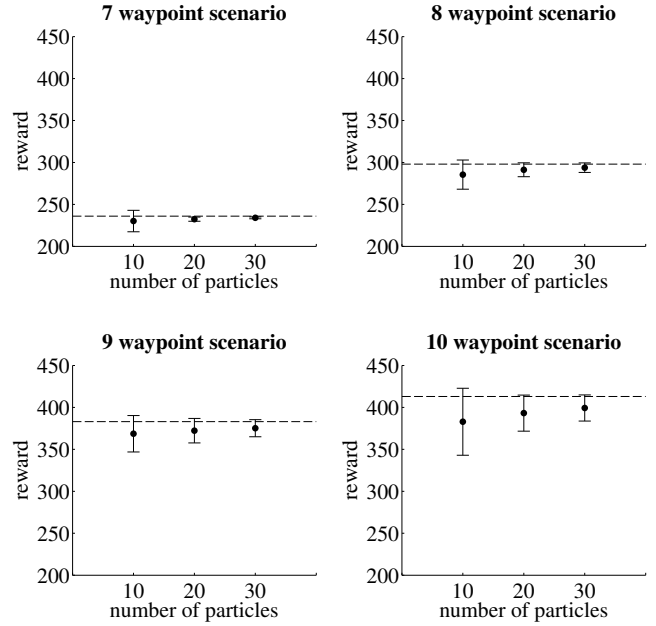 7 waypoint scenario
450
400
350
300
250
200
reward
10 20 30
number of particles
8 waypoint scenario
450
400
350
300
250
200
reward
10 20 30
number of particles
9 waypoint scenario
450
400
350
300
250
200
reward
10 20 30
number of particles
10 waypoint scenario
450
400
350
300
250
200
reward
10 20 30
number of particles